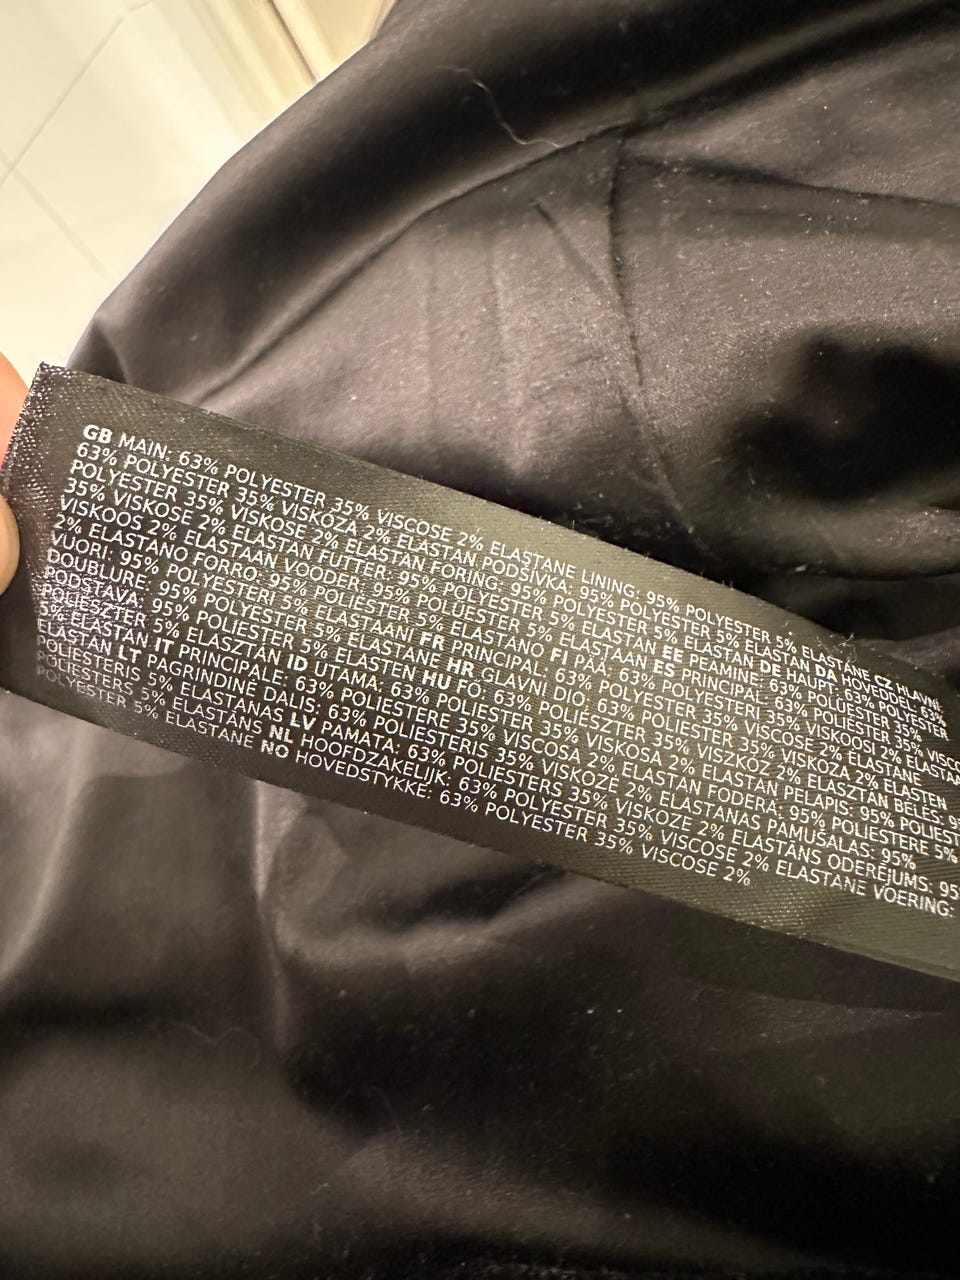 GB MAIN: 63% POLYESTER 35% VISCOSE 2% ELASTANE LINING: 95% POLYESTER 5% ELASTANE CZ HLAVNÍ:
63% POLYESTER 35% VISKÓZA 2% ELASTAN PODŠÍVKA: 95% POLYESTER 5% ELASTAN DA HOVEDDEL: 63%
POLYESTER 35% VISKOSE 2% ELASTAN FORING: 95% POLYESTER 5% ELASTAN DE HAUPT: 63% POLYESTER
35% VISKOSE 2% ELASTAN FUTTER: 95% POLYESTER 5% ELASTAN EE PEAMINE: 63% POLÜESTER 35%
VISKOOS 2% ELASTAAN VOODER: 95% POLÜESTER 5% ELASTAAN ES PRINCIPAL: 63% POLIÉSTER 35%
2% ELASTANO FORRO: 95% POLIÉSTER 5% ELASTANO FI PÄÄ: 63% POLYESTERI 35% VISKOOSI 2%
VUORI: 95% POLYESTERI 5% ELASTAANI FR PRINCIPAL: 63% POLYESTER 35% VISCOSE 2% ELASTANE
DOUBLURE: 95% POLYESTER 5% ELASTANE HR GLAVNI DIO: 63% POLIESTER 35% VISKOZA 2% ELASTEN
PODSTAVA: 95% POLIESTER 5% ELASTEN HU FŐ: 63% POLIÉSZTER 35% VISZKÓZ 2% ELASZTÁN BÉLÉS:
POLIÉSZTER 5% ELASZTÁN ID UTAMA: 63% POLIESTER 35% VISKOSA 2% ELASTAN PELAPIS: 95%
5% ELASTAN IT PRINCIPALE: 63% POLIESTERE 35% VISCOSA 2% ELASTAN FODERA: 95% POLIESTERE 5%
ELASTAN LT PAGRINDINĖ DALIS: 63% POLIESTERIS 35% VISKOZĖ 2% ELASTANAS PAMUŠALAS: 95%
POLIESTERIS 5% ELASTANAS LV PAMATA: 63% POLIESTERS 35% VISKOZE 2% ELASTĀNS ODERĒJUMS: 95
POLIESTERS 5% ELASTĀNS NL HOOFDZAKELIJK: 63% POLYESTER 35% VISCOSE 2% ELASTANE VOERING:
POLYESTER 5% ELASTANE NO HOVEDSTYKKE: 63% POLYESTER 35% VISCOSE 2%